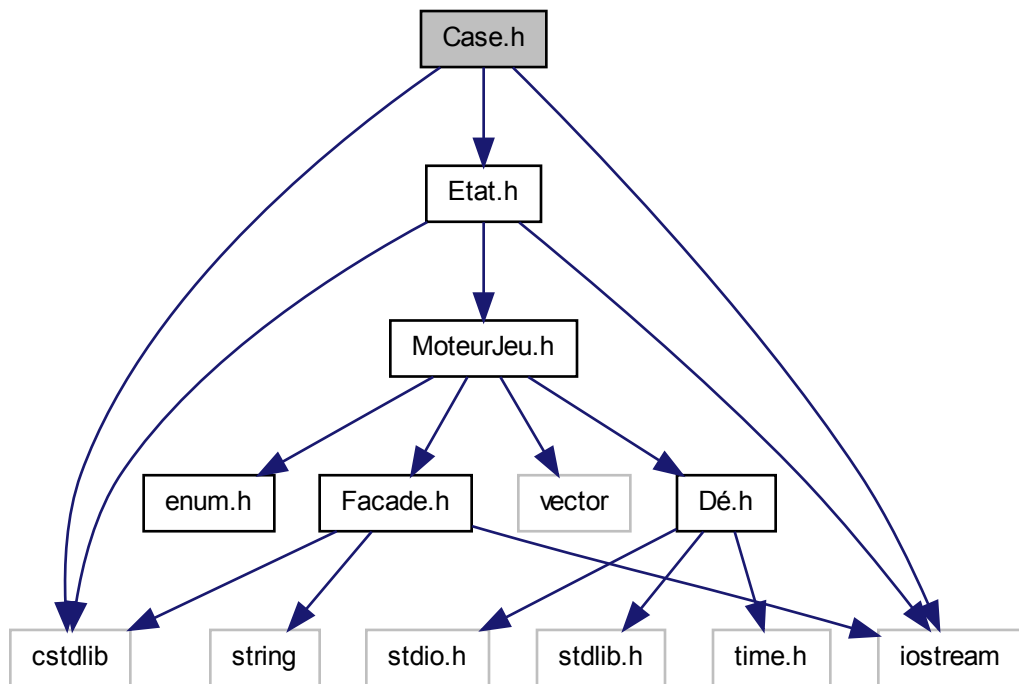 Case.h
Etat.h
MoteurJeu.h
enum.h
Facade.h
vector
Dé.h
cstdlib
string
stdio.h
stdlib.h
time.h
iostream